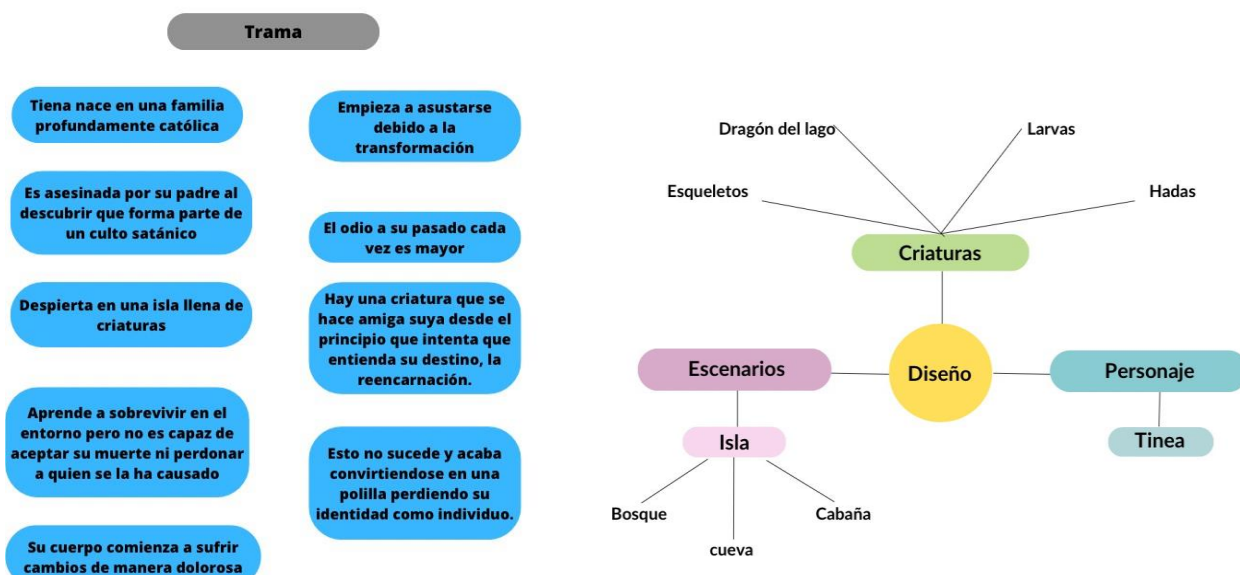 Trama
Tiena nace en una familia
profundamente católica
Es asesinada por su padre al
descubrir que forma parte de
un culto satánico
Despierta en una isla llena de
criaturas
Aprende a sobrevivir en el
entorno pero no es capaz de
aceptar su muerte ni perdonar
a quien se la ha causado
Su cuerpo comienza a sufrir
cambios de manera dolorosa
Empieza a asustarse
debido a la
transformación
El odio a su pasado cada
vez es mayor
Hay una criatura que se
hace amiga suya desde el
principio que intenta que
entienda su destino, la
reencarnación.
Esto no sucede y acaba
convirtiendose en una
polilla perdiendo su
identidad como individuo.
Dragón del lago
Larvas
Esqueletos
Hadas
Criaturas
Escenarios
Diseño
Personaje
Isla
Tinea
Bosque
Cabaña
cueva